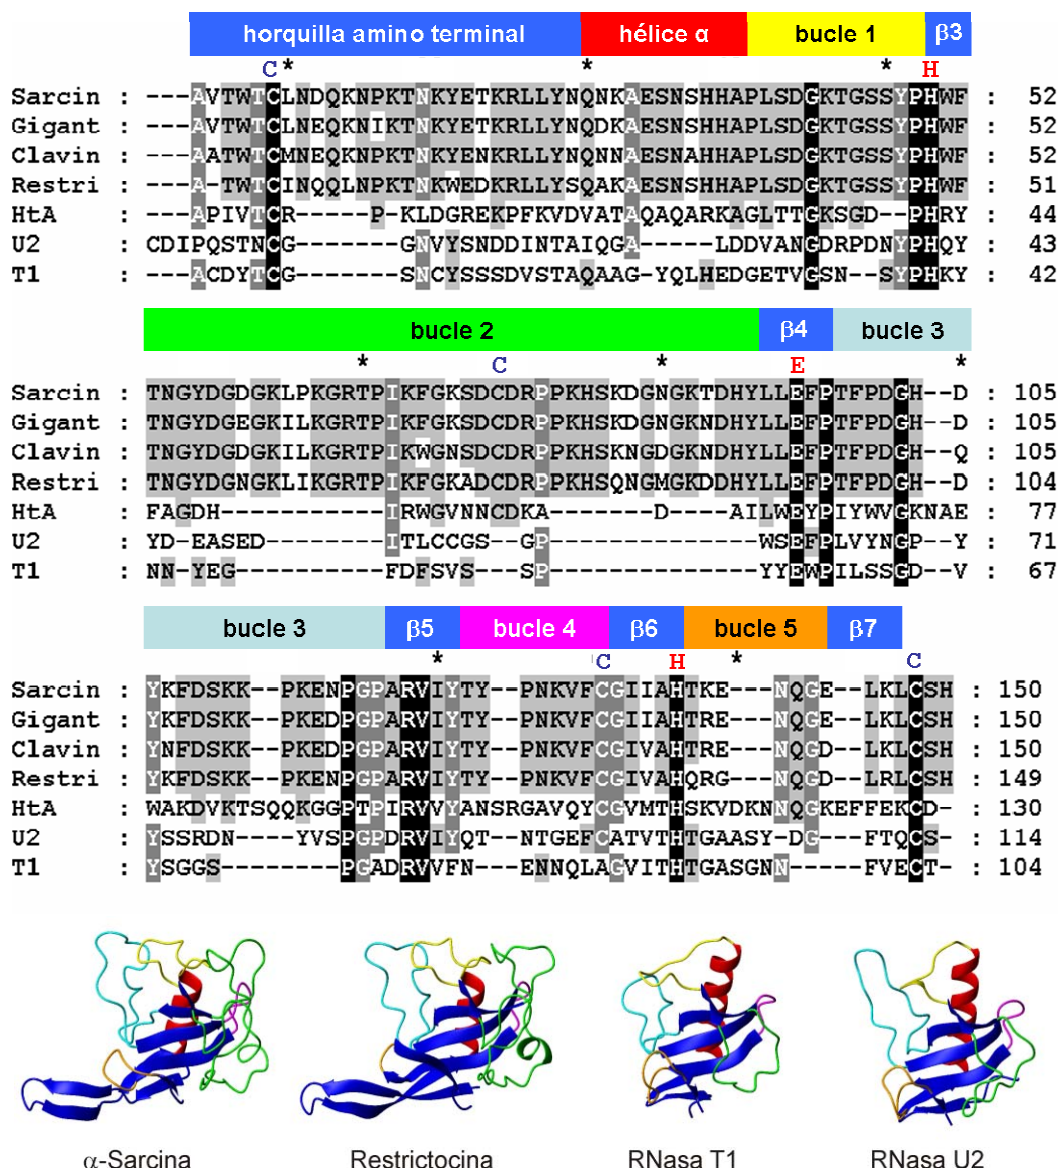 horquilla amino terminal hélice α bucle 1 β3
C * * * H
Sarcin : ---AVTWTCLNDQKNPKTNKYETKRLLYNQNKAESNSHHAPLSDGKTGSSYPHWF : 52
Gigant : ---AVTWTCLNEQKNIKTNKYETKRLLYNQDKAESNSHHAPLSDGKTGSSYPHWF : 52
Clavin : ---AATWTCMNEQKNPKTNKYENKRLLYNQNNAESNAHHAPLSDGKTGSSYPHWF : 52
Restri : ---A-TWTCINQQLNPKTNKWEDKRLLYSQAKAESNSHHAPLSDGKTGSSYPHWF : 51
HtA : ---APIVTCR-----P-KLDGREKPFKVDVATAQAQARKAGLTTGKSGD--PHRY : 44
U2 : CDIPQSTNCG-------GNVYSNDDINTAIQGA-----LDDVANGDRPDNYPHQY : 43
T1 : ---ACDYTCG-------SNCYSSSDVSTAQAAG-YQLHEDGETVGSN--SYPHKY : 42
bucle 2 β4 bucle 3
* C * E *
Sarcin : TNGYDGDGKLPKGRTPIKFGKSDCDRPPKHSKDGNGKTDHYLLEFPTFPDGH--D : 105
Gigant : TNGYDGEGKILKGRTPIKFGKSDCDRPPKHSKDGNGKNDHYLLEFPTFPDGH--D : 105
Clavin : TNGYDGDGKILKGRTPIKWGNSDCDRPPKHSKNGDGKNDHYLLEFPTFPDGH--Q : 105
Restri : TNGYDGNGKLIKGRTPIKFGKADCDRPPKHSQNGMGKDDHYLLEFPTFPDGH--D : 104
HtA : FAGDH-----------IRWGVNNCDKA-------D----AILWEYPIYWVGKNAE : 77
U2 : YD-EASED--------ITLCCGS--GP--------------WSEFPLVYNGP--Y : 71
T1 : NN-YEG----------FDFSVS---SP--------------YYEWPILSSGD--V : 67
bucle 3 β5 bucle 4 β6 bucle 5 β7
* C H * C
Sarcin : YKFDSKK--PKENPGPARVIYTY--PNKVFCGIIAHTKE---NQGE--LKLCSH : 150
Gigant : YKFDSKK--PKEDPGPARVIYTY--PNKVFCGIIAHTRE---NQGE--LKLCSH : 150
Clavin : YNFDSKK--PKEDPGPARVIYTY--PNKVFCGIVAHTRE---NQGD--LKLCSH : 150
Restri : YKFDSKK--PKENPGPARVIYTY--PNKVFCGIVAHQRG---NQGD--LRLCSH : 149
HtA : WAKDVKTSQQKGGPTPIRVVYANSRGAVQYCGVMTHSKVDKNNQGKEFFEKCD- : 130
U2 : YSSRDN----YVSPGPDRVIYQT--NTGEFCATVTHTGAASY-DG---FTQCS- : 114
T1 : YSGGS--------PGADRVVFN---ENNQLAGVITHTGASGNN-----FVECT- : 104
α-Sarcina Restrictocina RNasa T1 RNasa U2